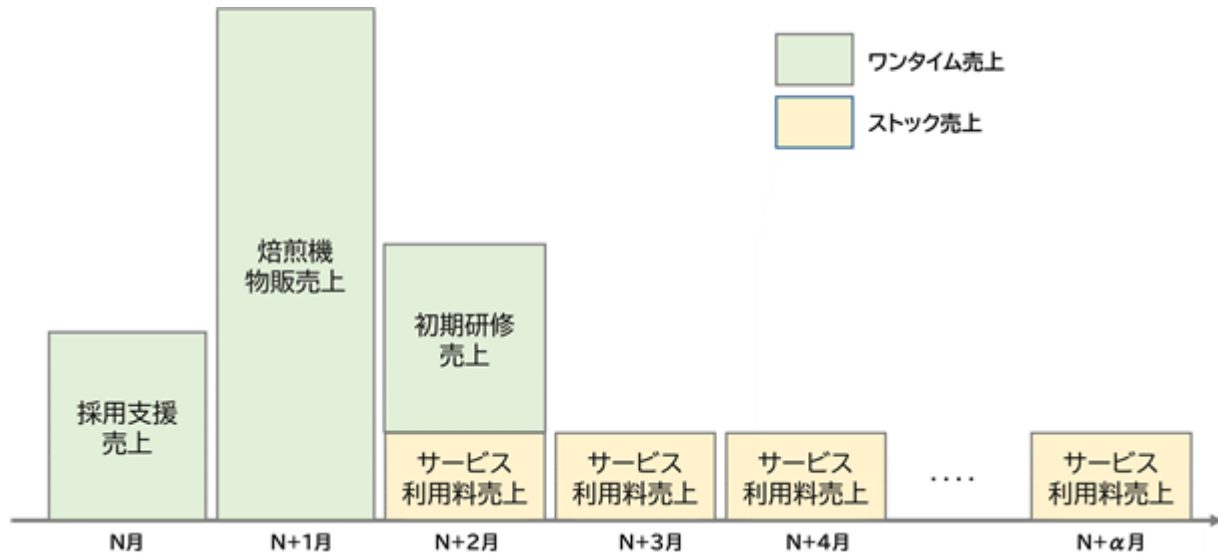 ワンタイム売上
ストック売上
焙煎機
物販売上
初期研修
売上
採用支援
売上
サービス
利用料売上
サービス
利用料売上
サービス
利用料売上
‥‥
サービス
利用料売上
N月
N+1月
N+2月
N+3月
N+4月
N+α月